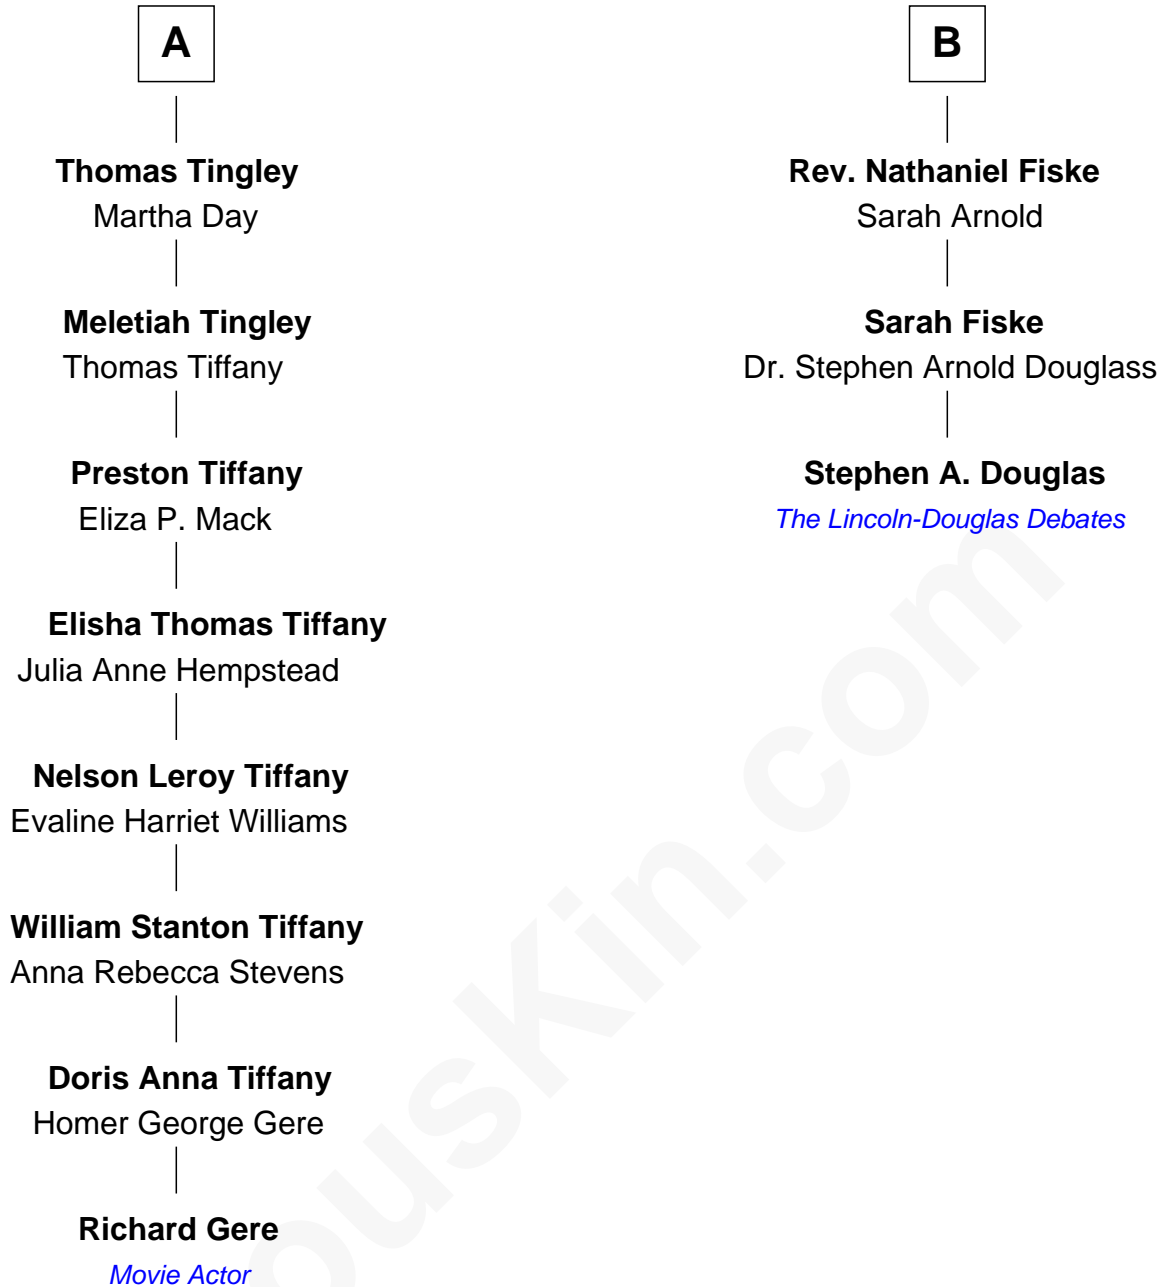 A
Thomas Tingley
Martha Day
Meletiah Tingley
Thomas Tiffany
Preston Tiffany
Eliza P. Mack
Elisha Thomas Tiffany
Julia Anne Hempstead
Nelson Leroy Tiffany
Evaline Harriet Williams
William Stanton Tiffany
Anna Rebecca Stevens
Doris Anna Tiffany
Homer George Gere
Richard Gere
Movie Actor
B
Rev. Nathaniel Fiske
Sarah Arnold
Sarah Fiske
Dr. Stephen Arnold Douglass
Stephen A. Douglas
The Lincoln-Douglas Debates
ousKin.com